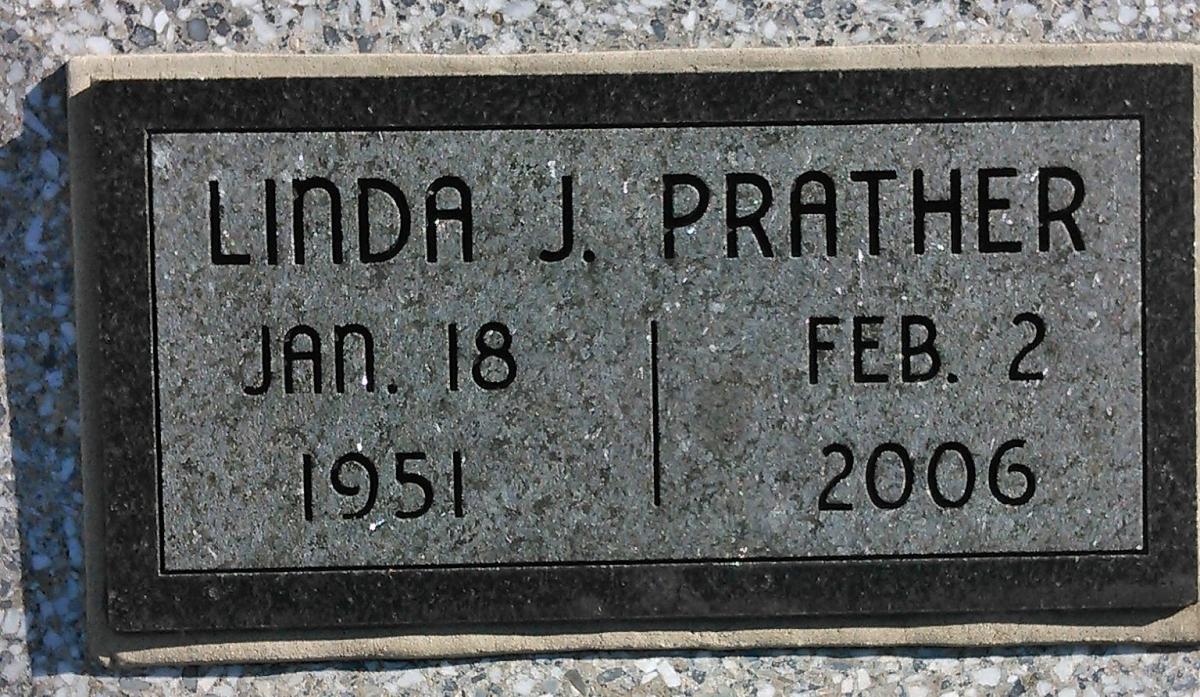 LINDA J. PRATHER
JAN. 18
1951
FEB. 2
2006